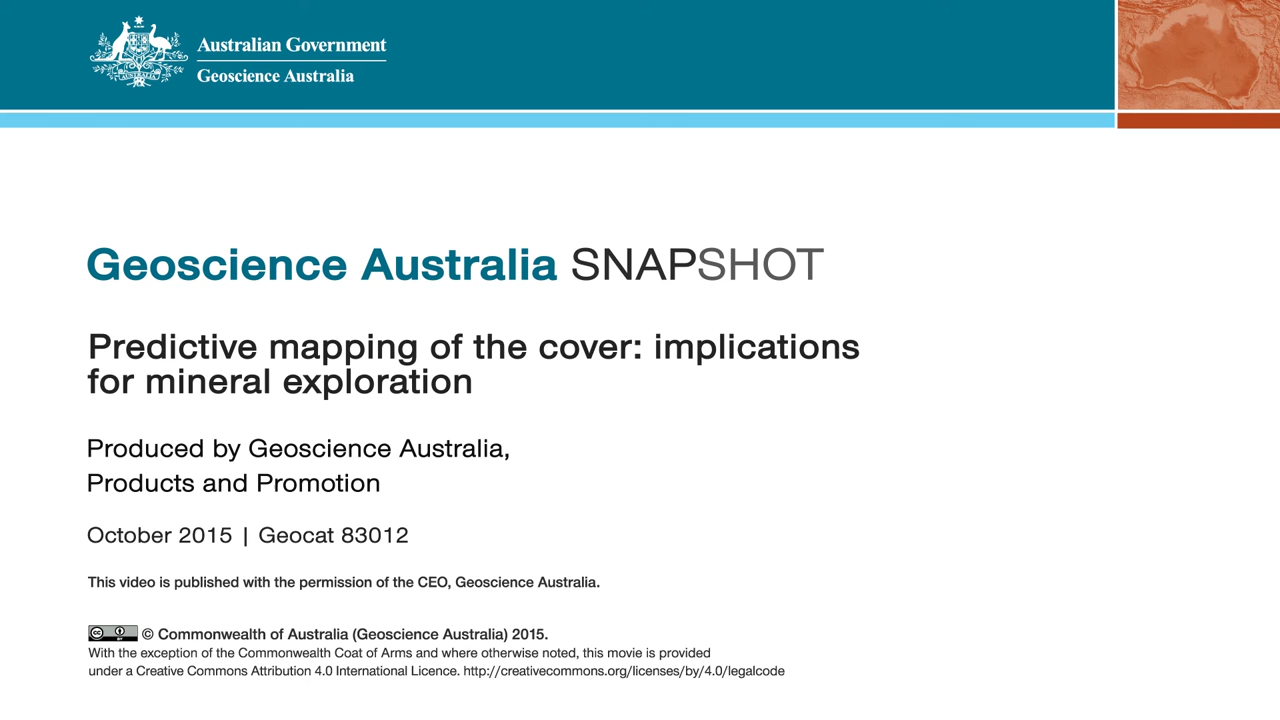 Australian Government
Geoscience Australia
Geoscience Australia SNAPSHOT
Predictive mapping of the cover: implications
for mineral exploration
Produced by Geoscience Australia,
Products and Promotion
October 2015 | Geocat 83012
This video is published with the permission of the CEO, Geoscience Australia.
© Commonwealth of Australia (Geoscience Australia) 2015.
With the exception of the Commonwealth Coat of Arms and where otherwise noted, this movie is provided
under a Creative Commons Attribution 4.0 International Licence. http://creativecommons.org/licenses/by/4.0/legalcode